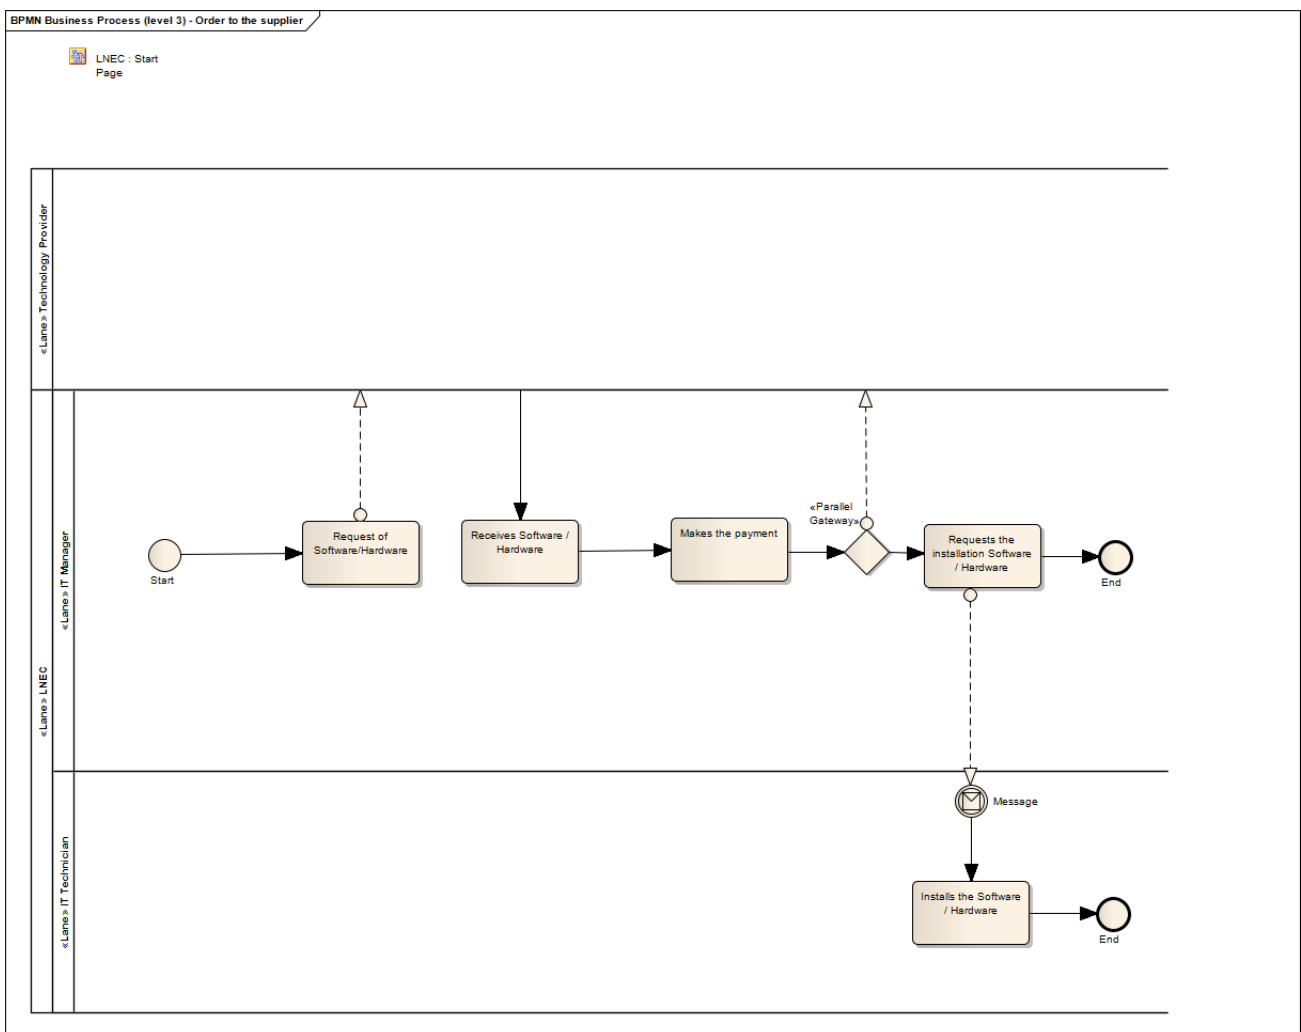 BPMN Business Process (level 3) - Order to the supplier
LNEC : Start
Page
«Lane» Technology Provider
«Lane» LNEC
«Lane» IT Manager
Start
Request of
Software/Hardware
Receives Software /
Hardware
Makes the payment
«Parallel
Gateway»
Requests the
installation Software
/ Hardware
End
«Lane» IT Technician
Message
Installs the Software
/ Hardware
End